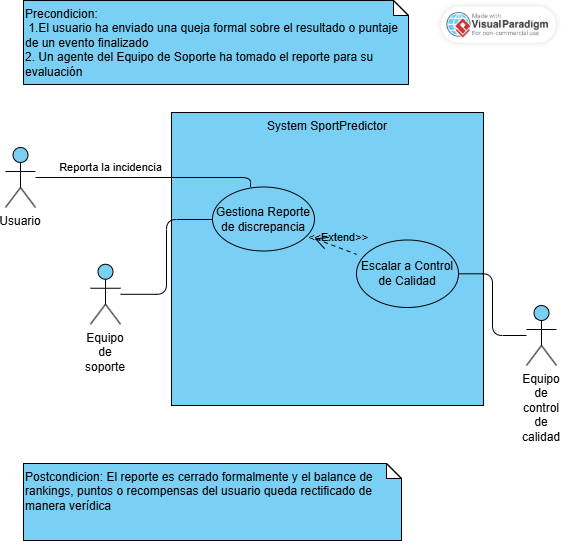 Precondicion:
1.El usuario ha enviado una queja formal sobre el resultado o puntaje
de un evento finalizado
2. Un agente del Equipo de Soporte ha tomado el reporte para su
evaluación
Made with
VisualParadigm
For non-commercial use
System SportPredictor
Reporta la incidencia
Usuario
Gestiona Reporte
de discrepancia
<<Extend>>
Escalar a Control
de Calidad
Equipo
de
soporte
Equipo
de
control
de
calidad
Postcondicion: El reporte es cerrado formalmente y el balance de
rankings, puntos o recompensas del usuario queda rectificado de
manera verídica